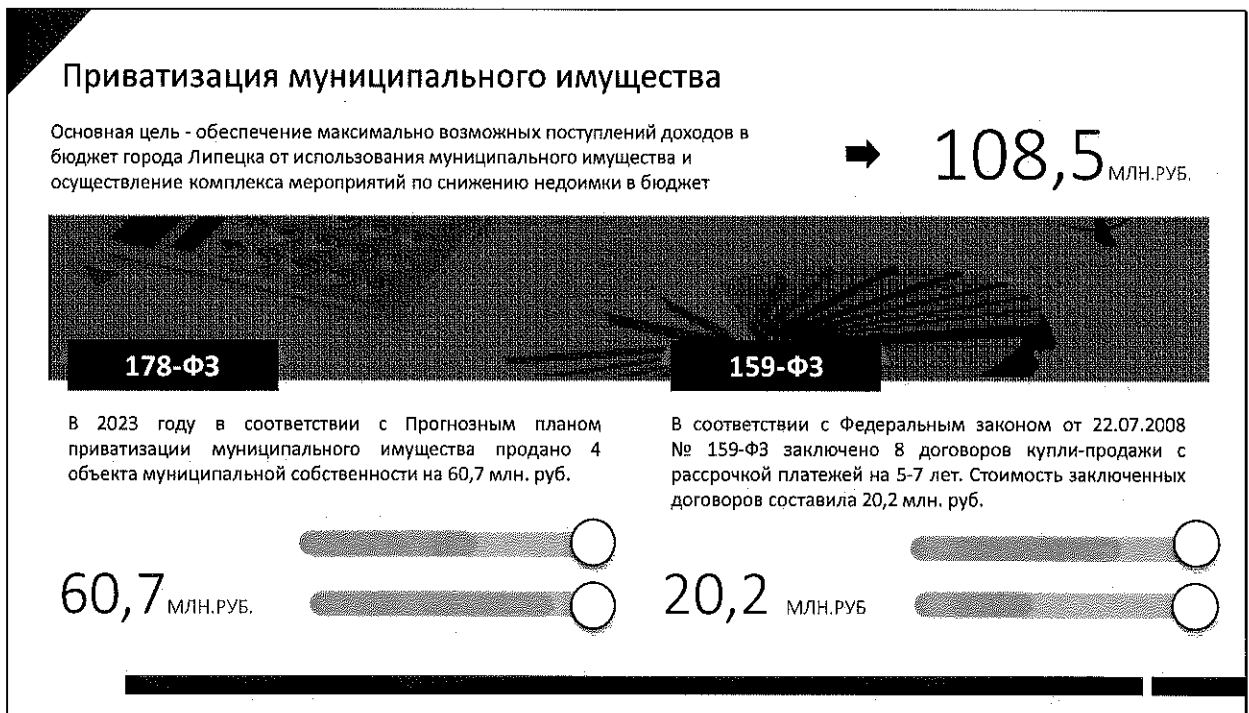 Приватизация муниципального имущества
Основная цель - обеспечение максимально возможных поступлений доходов в
бюджет города Липецка от использования муниципального имущества и
осуществление комплекса мероприятий по снижению недоимки в бюджет
108,5 МЛН.РУБ.
178-ФЗ
В 2023 году в соответствии с Прогнозным планом
приватизации муниципального имущества продано 4
объекта муниципальной собственности на 60,7 млн. руб.
60,7 МЛН.РУБ.
159-ФЗ
В соответствии с Федеральным законом от 22.07.2008
№ 159-ФЗ заключено 8 договоров купли-продажи с
рассрочкой платежей на 5-7 лет. Стоимость заключенных
договоров составила 20,2 млн. руб.
20,2 МЛН.РУБ